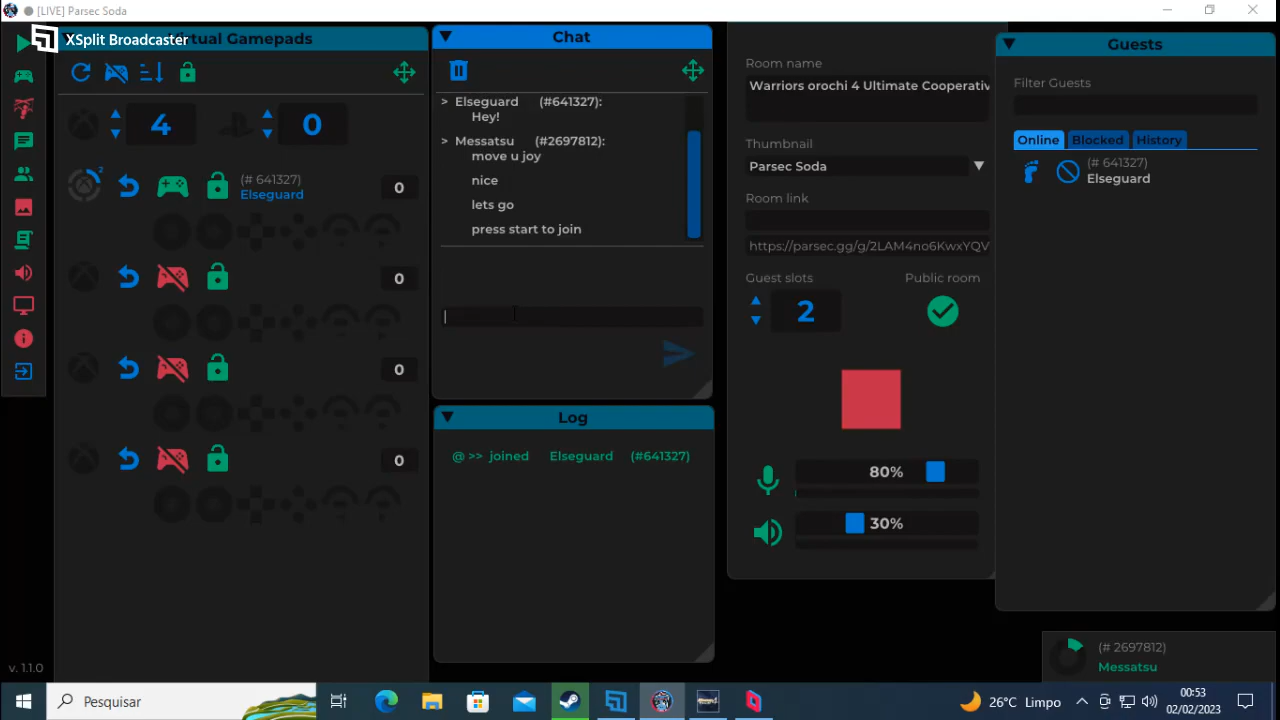 [LIVE] Parsec Soda
XSplit Broadcaster
Virtual Gamepads
4
0
2
(# 641327)
Elseguard
0
0
0
0
v. 1.1.0
Chat
> Elseguard (#641327):
Hey!
> Messatsu (#2697812):
move u joy
nice
lets go
press start to join
Log
@ >> joined Elseguard (#641327)
Room name
Warriors orochi 4 Ultimate Cooperativ
Thumbnail
Parsec Soda
Room link
https://parsec.gg/g/2LAM4no6KwxYQV
Guest slots
Public room
2
80%
30%
Guests
Filter Guests
Online
Blocked
History
(# 641327)
Elseguard
(# 2697812)
Messatsu
Pesquisar
26°C Limpo
00:53
02/02/2023